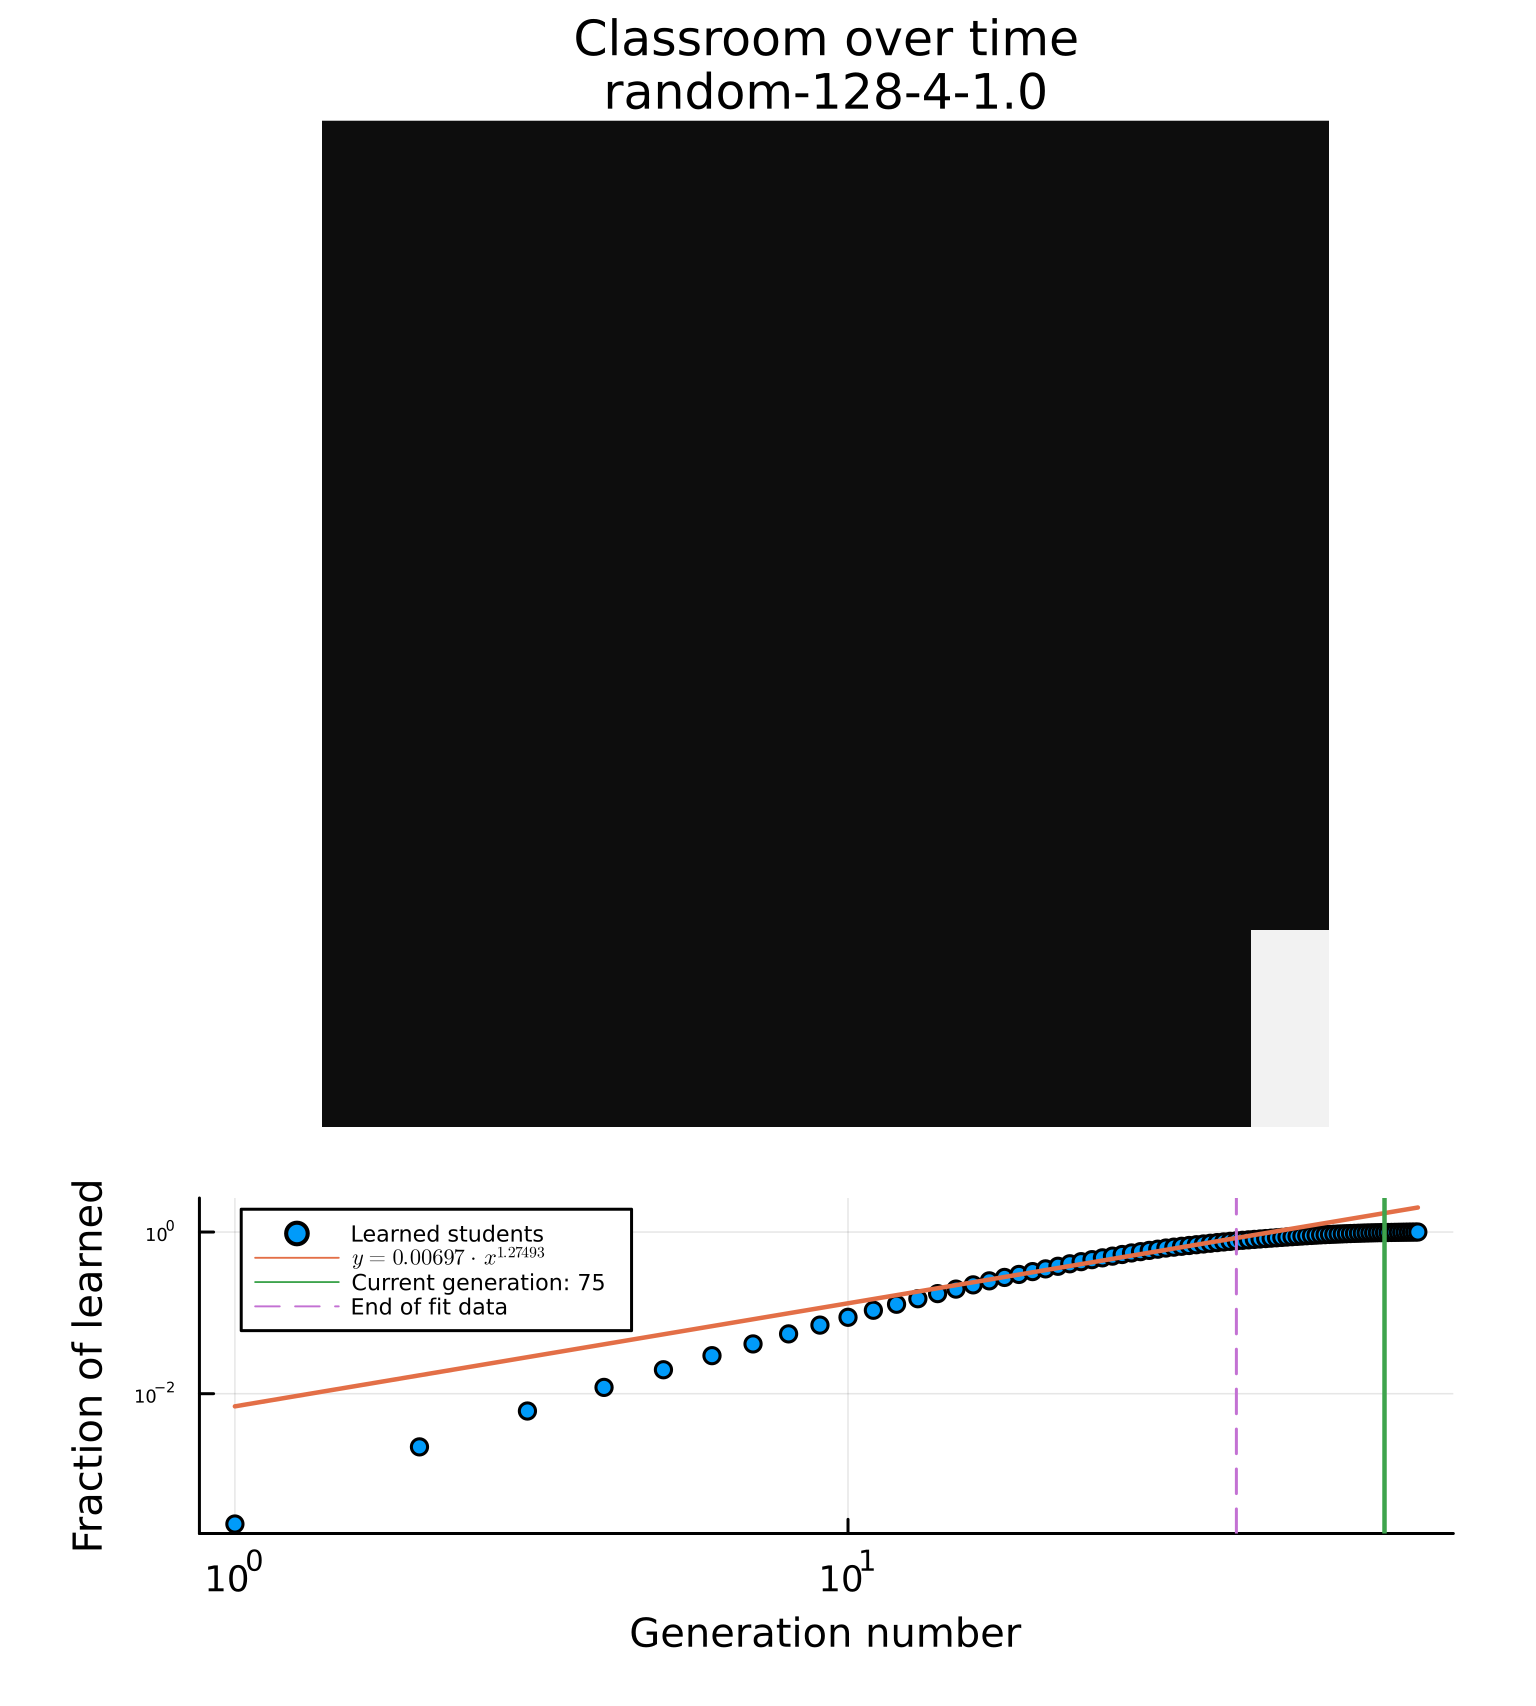 Classroom over time
random-128-4-1.0
Fraction of learned
10^0
10^-2
Learned students
y = 0.00697 · x^1.27493
Current generation: 75
End of fit data
10^0
10^1
Generation number